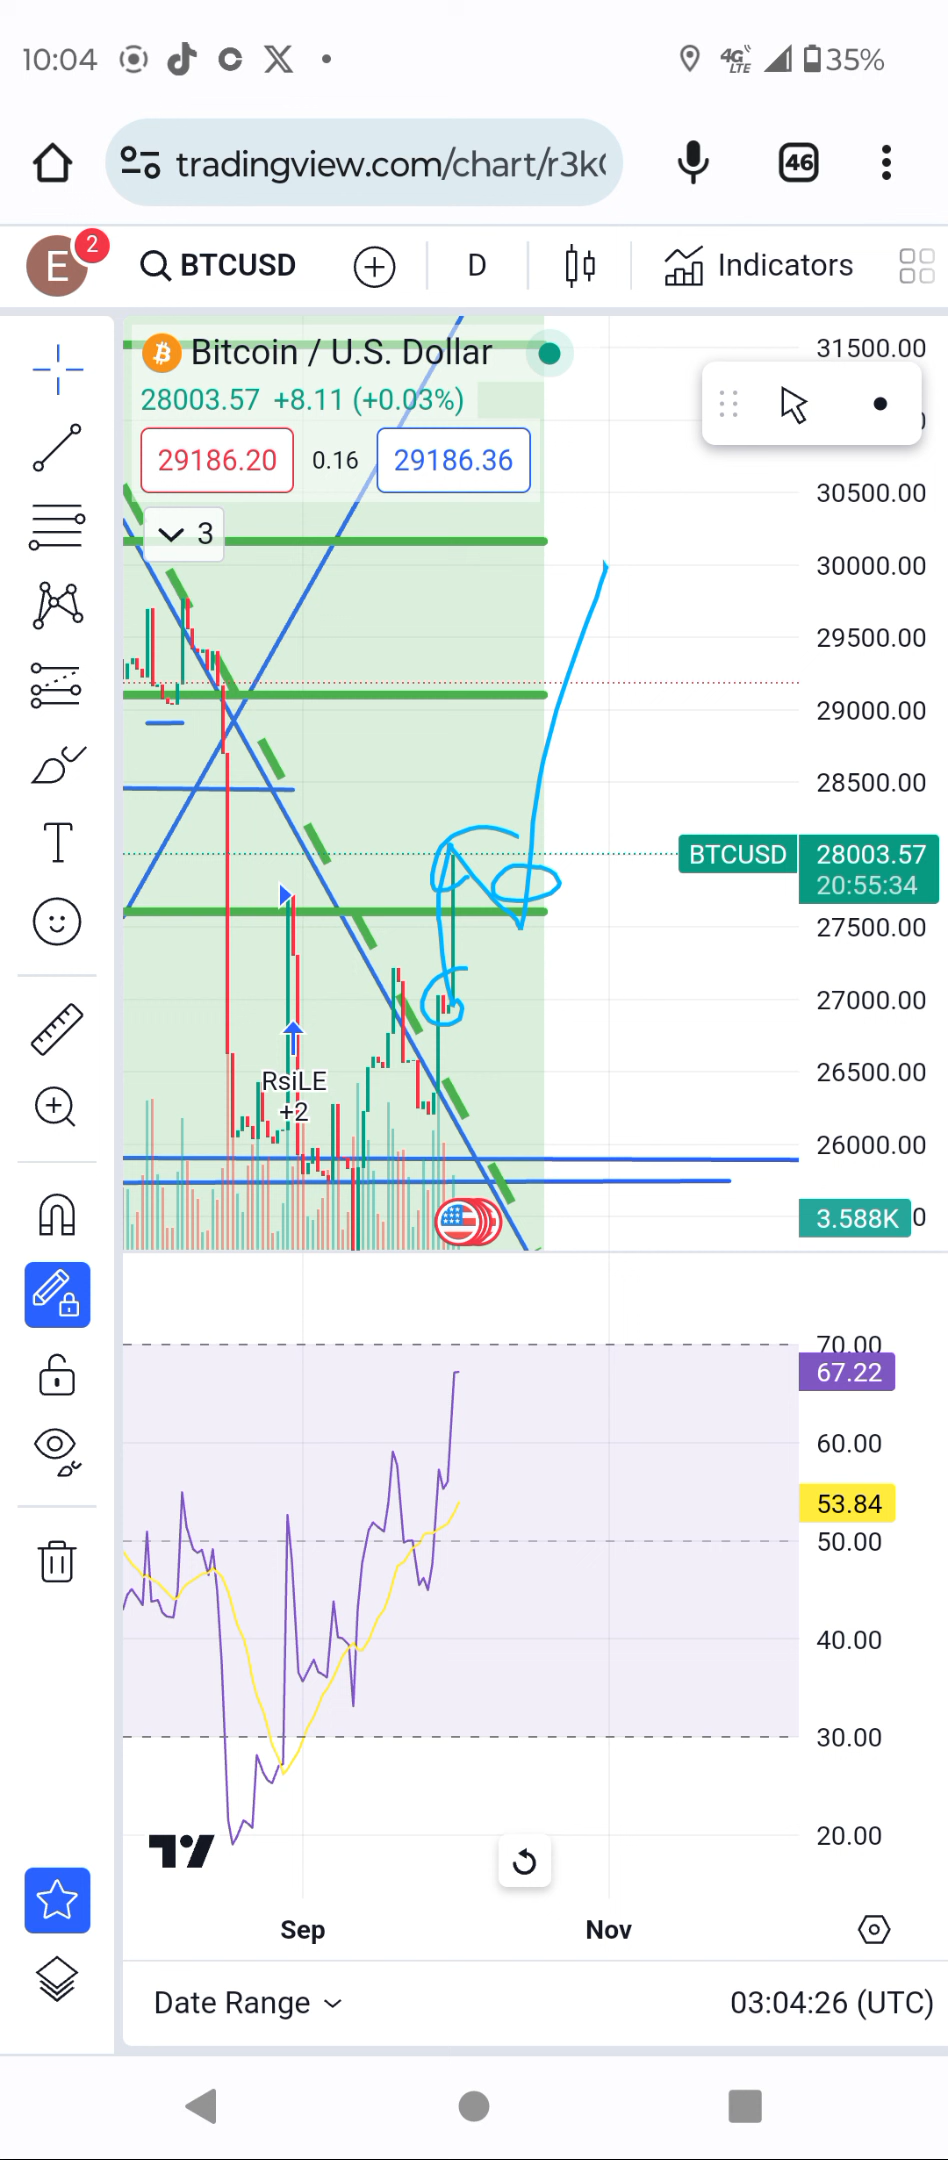 10:04 4G LTE 35%
tradingview.com/chart/r3k
46
E 2 BTCUSD D Indicators
Bitcoin / U.S. Dollar
28003.57 +8.11 (+0.03%)
29186.20 0.16 29186.36
3
31500.00
30500.00
30000.00
29500.00
29000.00
28500.00
BTCUSD 28003.57
20:55:34
27500.00
27000.00
26500.00
26000.00
RsiLE
+2
3.588K 0
70.00
67.22
60.00
53.84
50.00
40.00
30.00
20.00
Sep Nov
Date Range 03:04:26 (UTC)